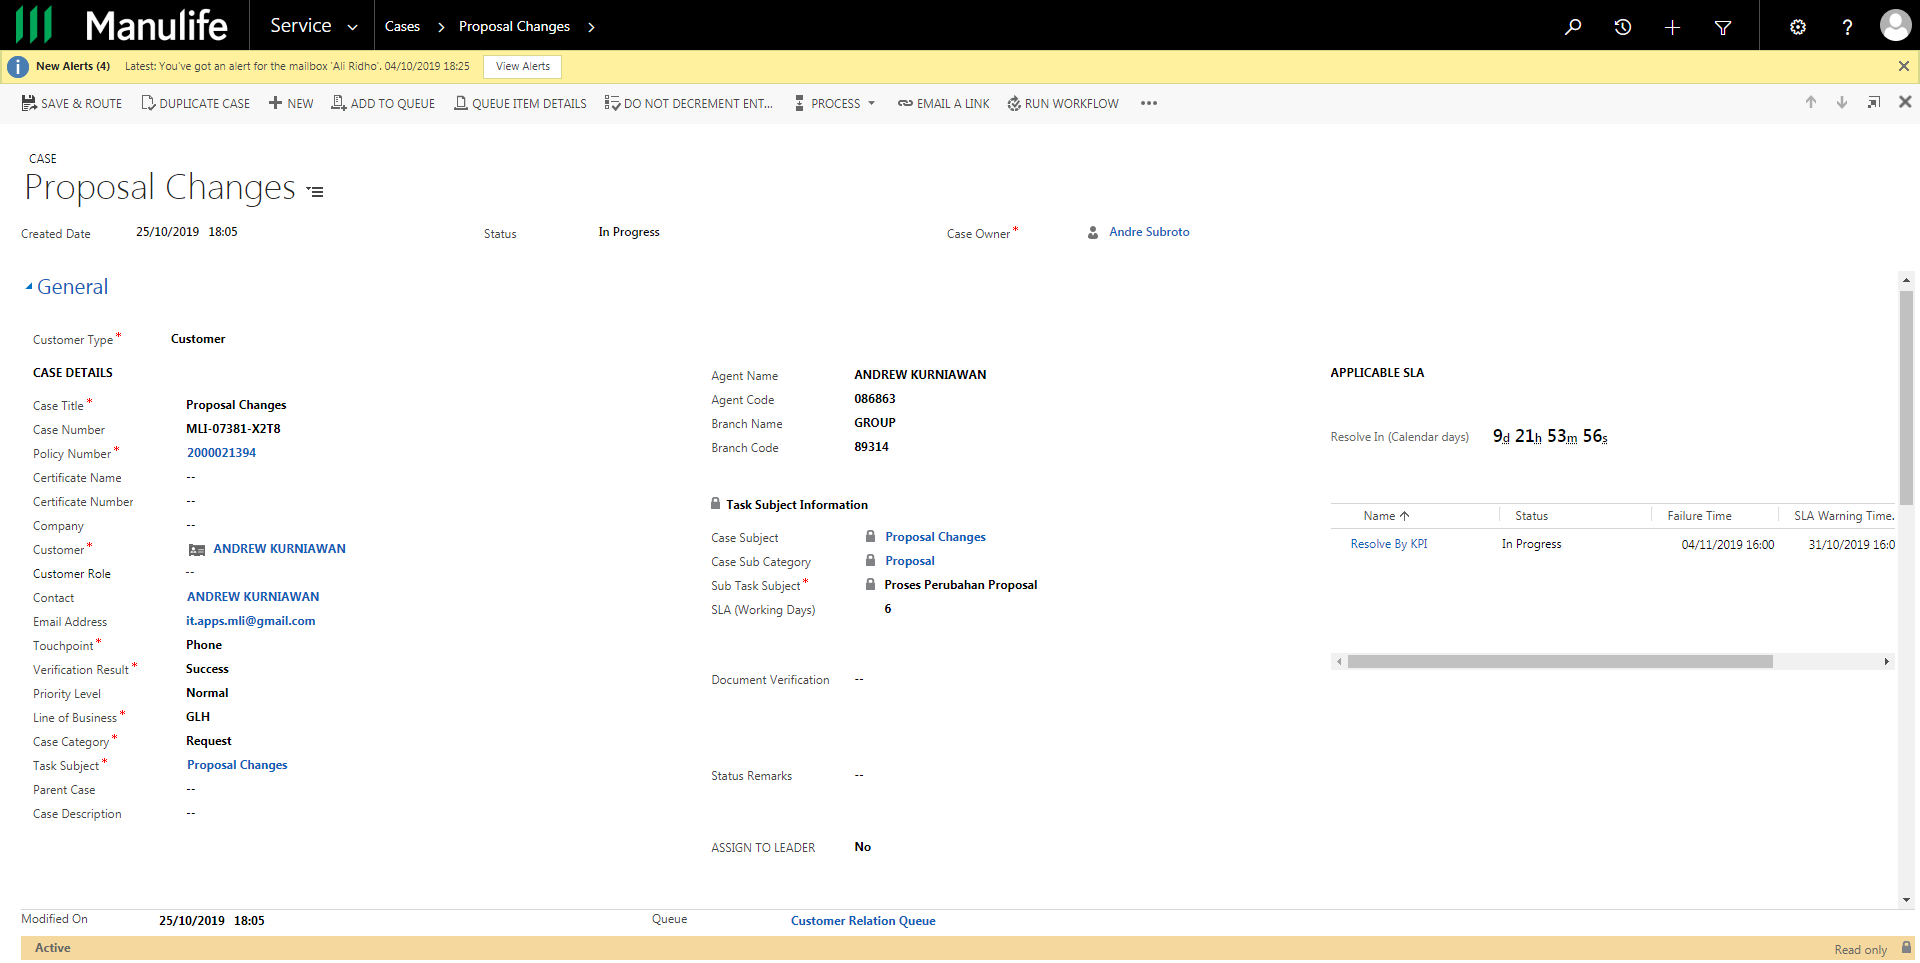 Manulife
Service
Cases
Proposal Changes
New Alerts (4) Latest: You've got an alert for the mailbox 'Ali Ridho'. 04/10/2019 18:25 View Alerts
SAVE & ROUTE DUPLICATE CASE NEW ADD TO QUEUE QUEUE ITEM DETAILS DO NOT DECREMENT ENT... PROCESS EMAIL A LINK RUN WORKFLOW
CASE
Proposal Changes
Created Date 25/10/2019 18:05 Status In Progress Case Owner* Andre Subroto
General
Customer Type* Customer
CASE DETAILS
Case Title* Proposal Changes
Case Number MLI-07381-X2T8
Policy Number* 2000021394
Certificate Name --
Certificate Number --
Company --
Customer* ANDREW KURNIAWAN
Customer Role --
Contact ANDREW KURNIAWAN
Email Address it.apps.mli@gmail.com
Touchpoint* Phone
Verification Result* Success
Priority Level Normal
Line of Business* GLH
Case Category* Request
Task Subject* Proposal Changes
Parent Case --
Case Description --
Agent Name ANDREW KURNIAWAN
Agent Code 086863
Branch Name GROUP
Branch Code 89314
Task Subject Information
Case Subject Proposal Changes
Case Sub Category Proposal
Sub Task Subject* Proses Perubahan Proposal
SLA (Working Days) 6
Document Verification --
Status Remarks --
ASSIGN TO LEADER No
APPLICABLE SLA
Resolve In (Calendar days) 9d 21h 53m 56s
Name ↑ Status Failure Time SLA Warning Time.
Resolve By KPI In Progress 04/11/2019 16:00 31/10/2019 16:0
Modified On 25/10/2019 18:05 Queue Customer Relation Queue
Active Read only